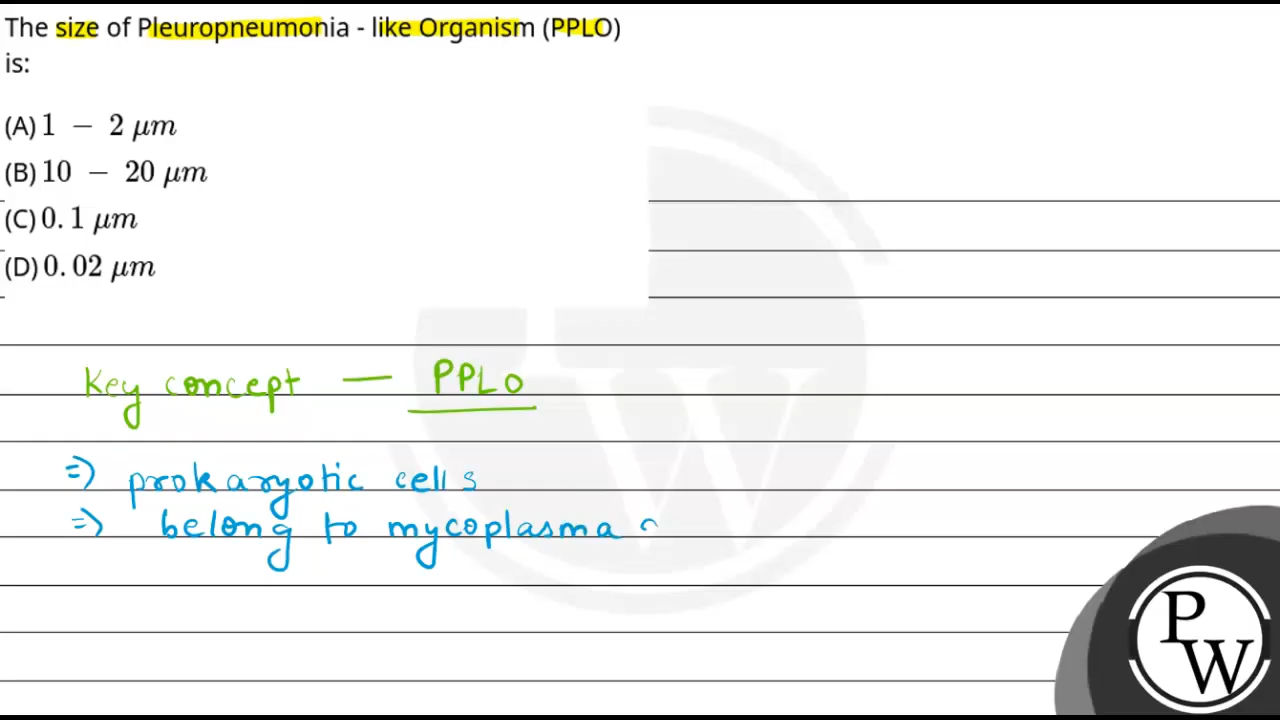 The size of Pleuropneumonia - like Organism (PPLO)
is:
(A) 1 - 2 μm
(B) 10 - 20 μm
(C) 0.1 μm
(D) 0.02 μm
Key concept — PPLO
⇒ prokaryotic cells
⇒ belong to mycoplasma
P
W